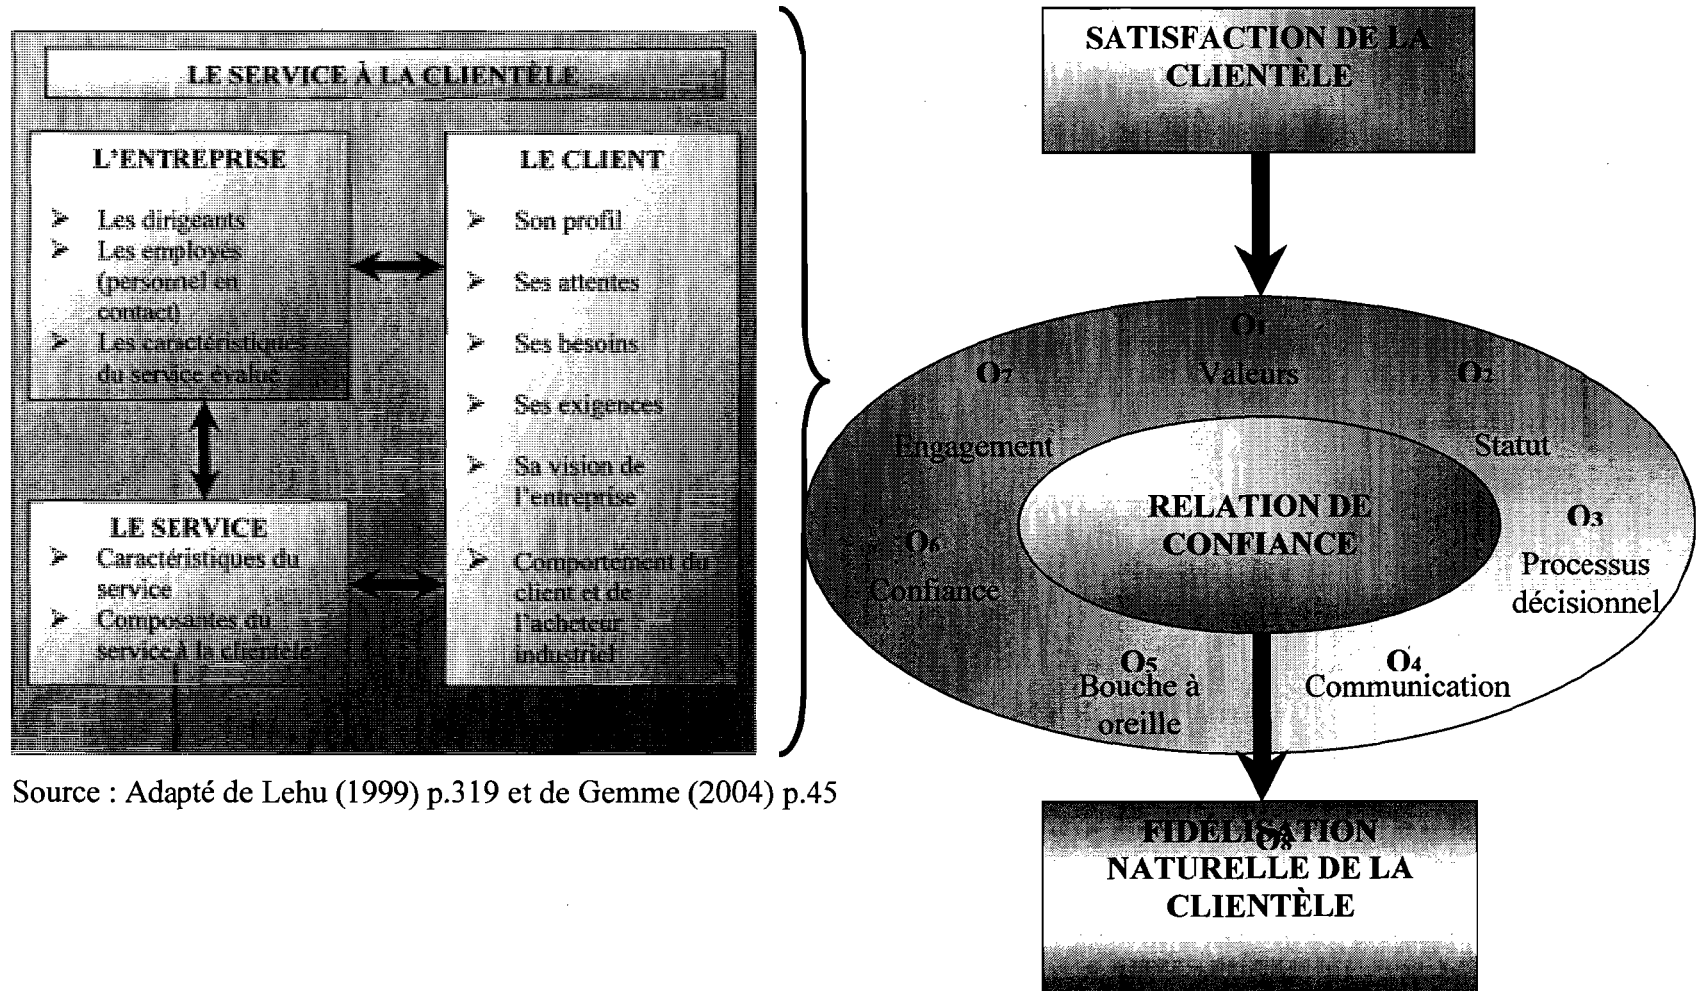 LE SERVICE À LA CLIENTÈLE
L'ENTREPRISE
➢ Les dirigeants
➢ Les employés
(personnel en
contact)
➢ Les caractéristiques
du service évalué
LE SERVICE
➢ Caractéristiques du
service
➢ Composantes du
service à la clientèle
LE CLIENT
➢ Son profil
➢ Ses attentes
➢ Ses besoins
➢ Ses exigences
➢ Sa vision de
l'entreprise
➢ Comportement du
client et de
l'acheteur
industriel
Source : Adapté de Lehu (1999) p.319 et de Gemme (2004) p.45
SATISFACTION DE LA
CLIENTÈLE
O1
Valeurs
O2
Statut
O3
Processus
décisionnel
O4
Communication
O5
Bouche à
oreille
O6
Confiance
O7
Engagement
RELATION DE
CONFIANCE
FIDÉLISATION
O8
NATURELLE DE LA
CLIENTÈLE